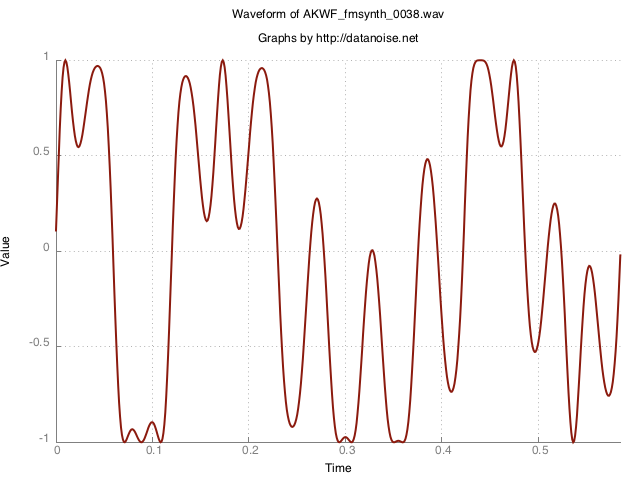 Waveform of AKWF_fmsynth_0038.wav
Graphs by http://datanoise.net
1
0.5
0
-0.5
-1
Value
0
0.1
0.2
0.3
0.4
0.5
Time